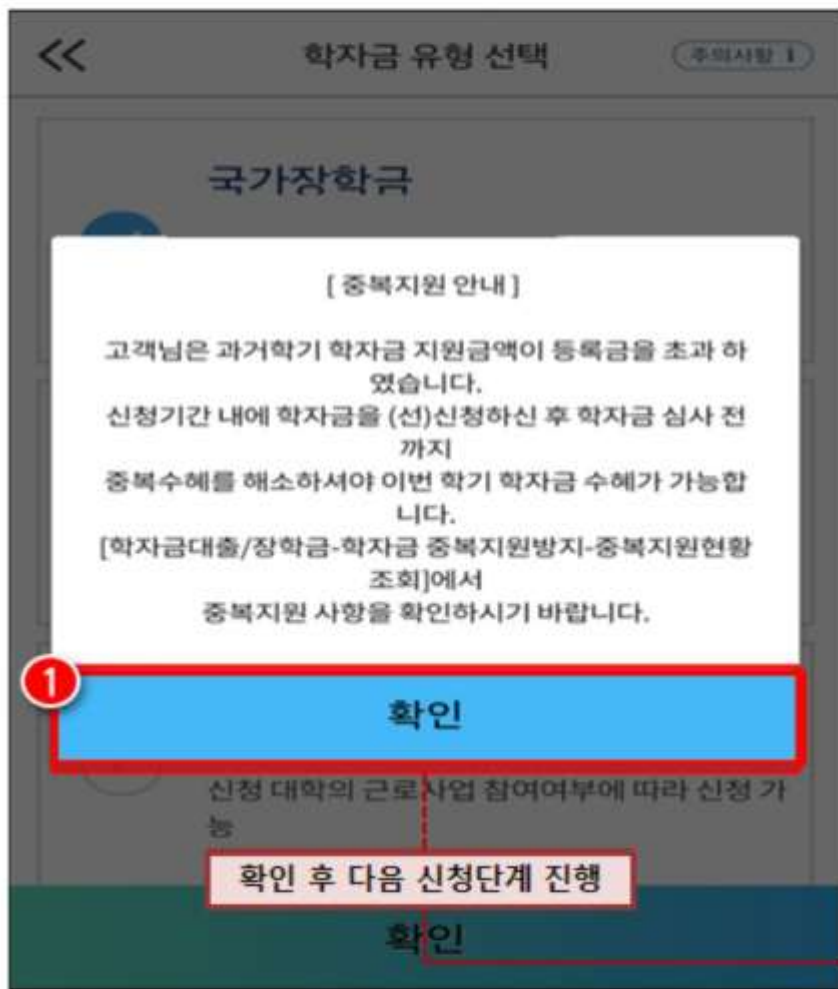 학자금 유형 선택
주의사항 i
국가장학금
[ 중복지원 안내 ]
고객님은 과거학기 학자금 지원금액이 등록금을 초과 하
였습니다.
신청기간 내에 학자금을 (선)신청하신 후 학자금 심사 전
까지
중복수혜를 해소하셔야 이번 학기 학자금 수혜가 가능합
니다.
[학자금대출/장학금-학자금 중복지원방지-중복지원현황
조회]에서
중복지원 사항을 확인하시기 바랍니다.
1
확인
신청 대학의 근로사업 참여여부에 따라 신청 가
능
확인 후 다음 신청단계 진행
확인